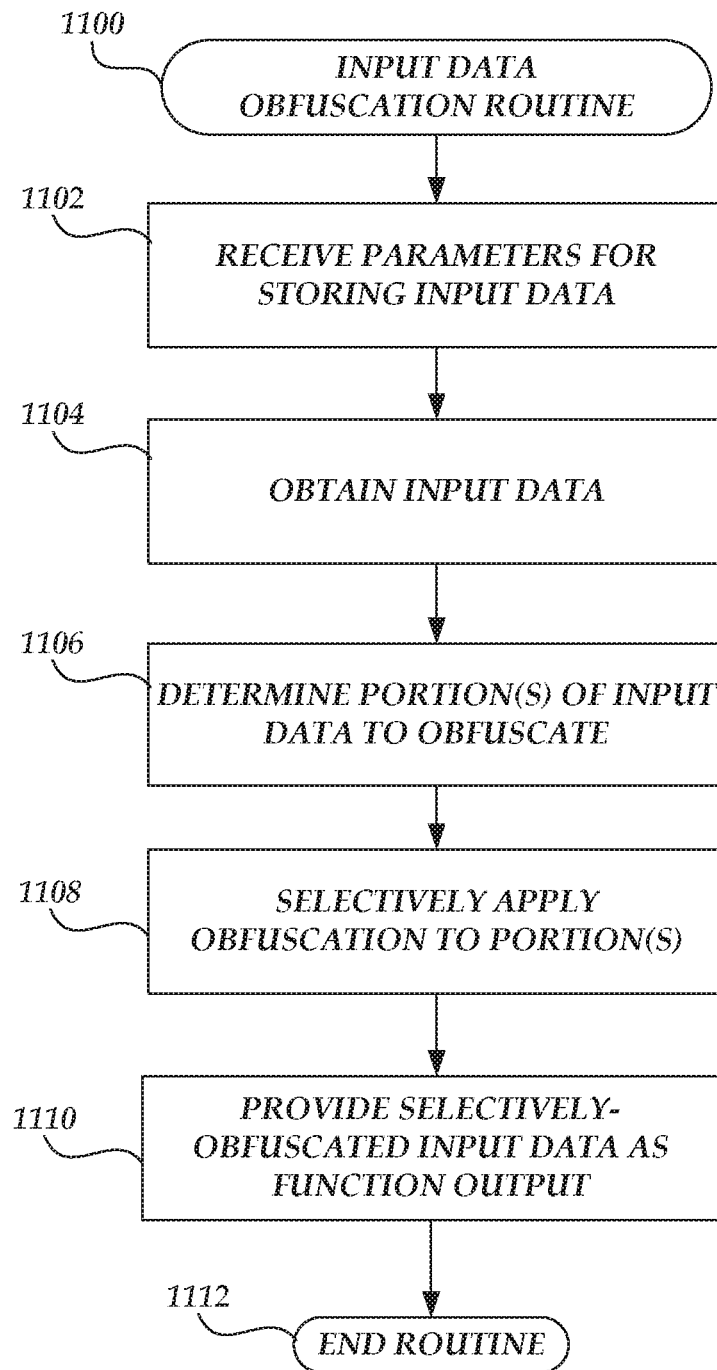 1100
INPUT DATA
OBFUSCATION ROUTINE
1102
RECEIVE PARAMETERS FOR
STORING INPUT DATA
1104
OBTAIN INPUT DATA
1106
DETERMINE PORTION(S) OF INPUT
DATA TO OBFUSCATE
1108
SELECTIVELY APPLY
OBFUSCATION TO PORTION(S)
1110
PROVIDE SELECTIVELY-
OBFUSCATED INPUT DATA AS
FUNCTION OUTPUT
1112
END ROUTINE